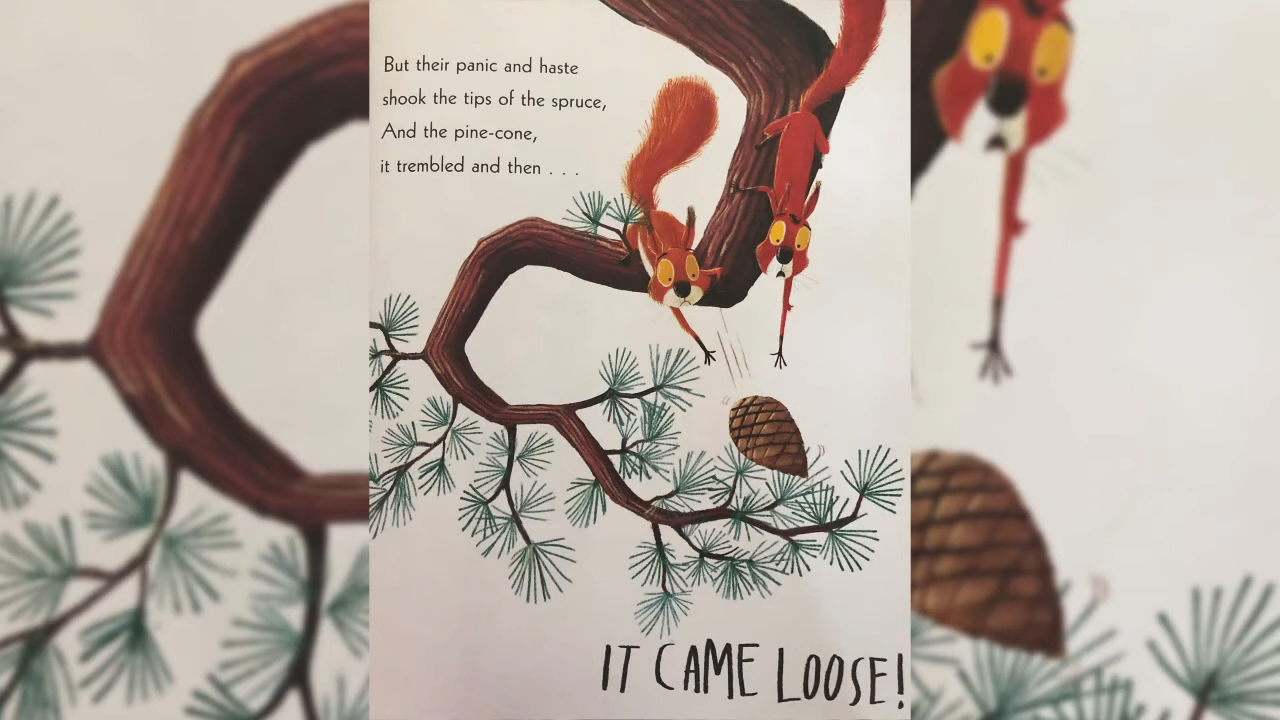 But their panic and haste
shook the tips of the spruce,
And the pine-cone,
it trembled and then . . .
IT CAME LOOSE!